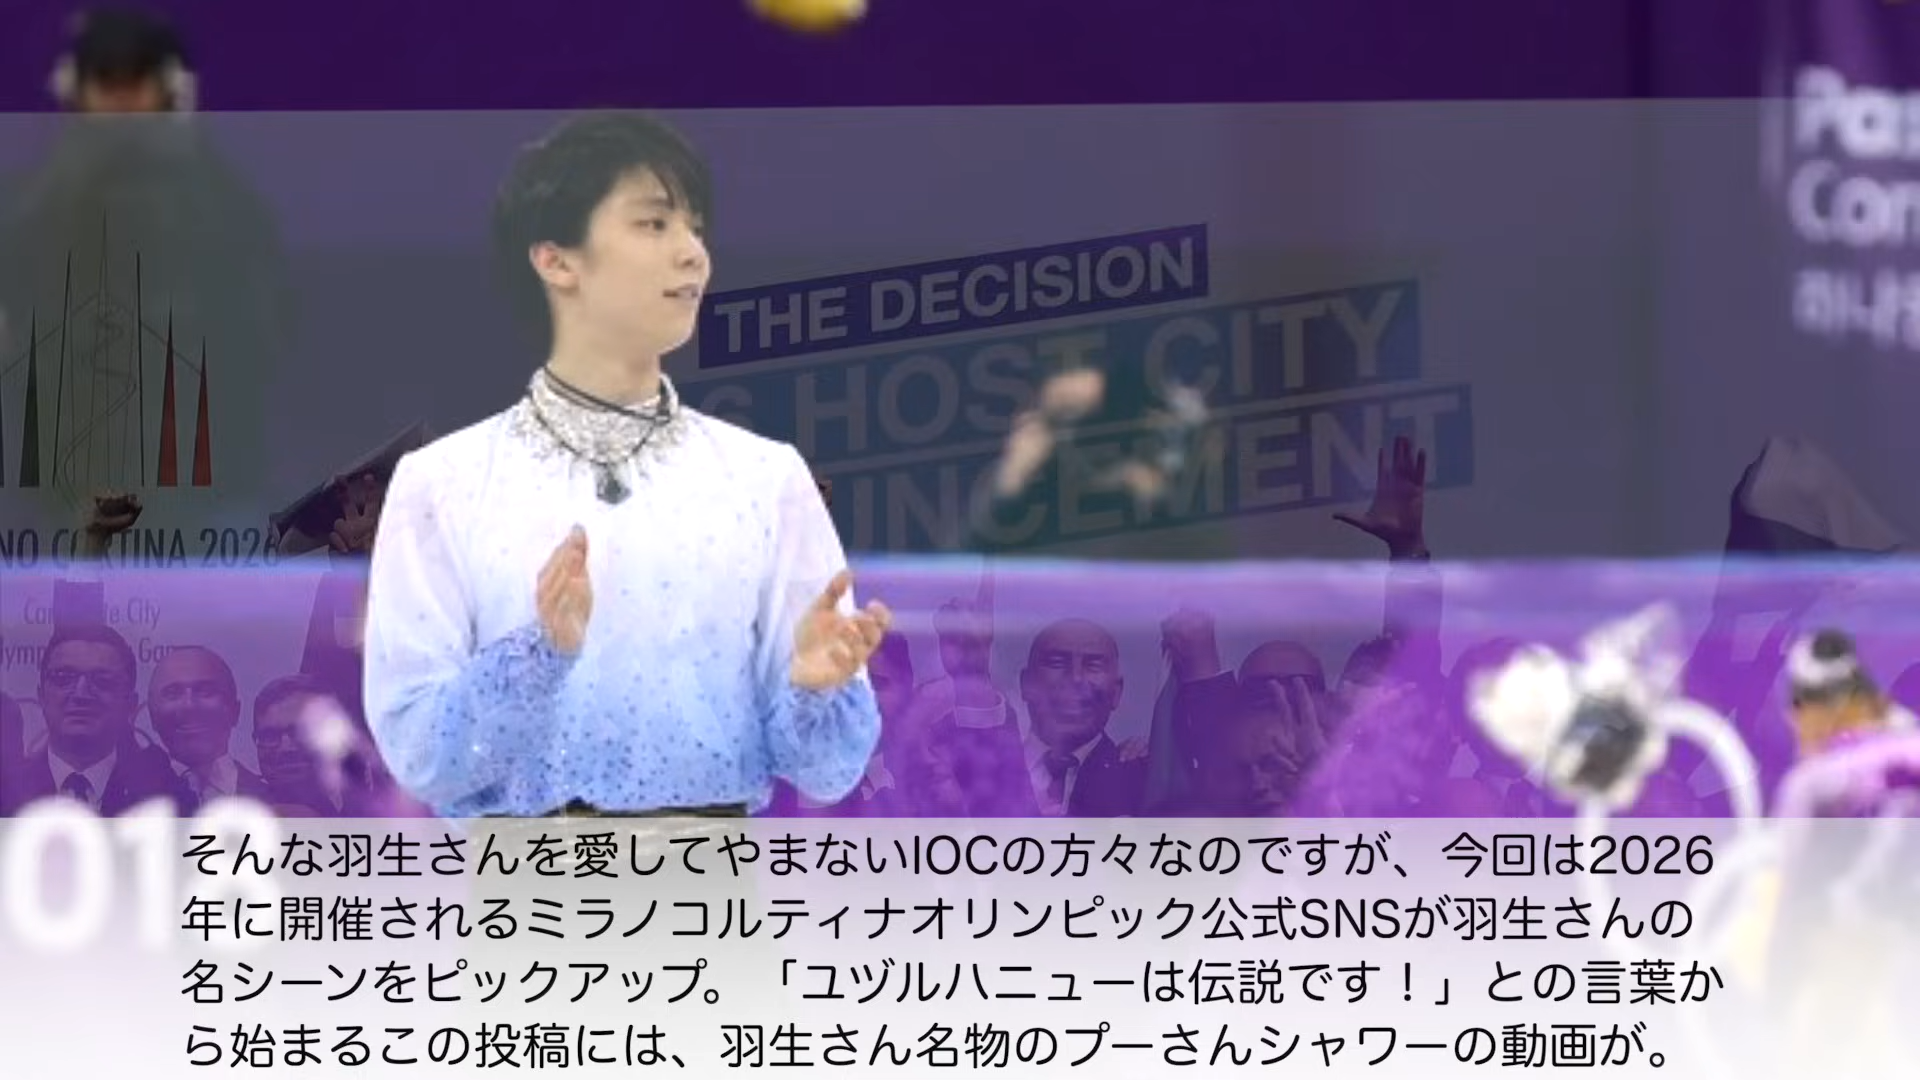 THE DECISION
HOST CITY
UNCEMENT
CORTINA 2026
018
そんな羽生さんを愛してやまないIOCの方々なのですが、今回は2026
年に開催されるミラノコルティナオリンピック公式SNSが羽生さんの
名シーンをピックアップ。「ユヅルハニューは伝説です！」との言葉か
ら始まるこの投稿には、羽生さん名物のプーさんシャワーの動画が。